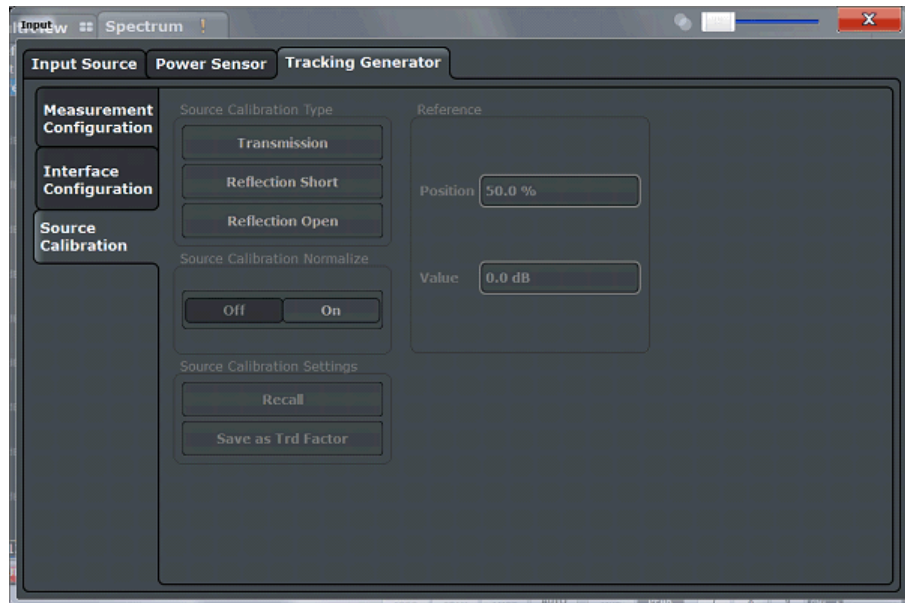 Input
Spectrum !
X
Input Source
Power Sensor
Tracking Generator
Measurement
Configuration
Interface
Configuration
Source
Calibration
Source Calibration Type
Transmission
Reflection Short
Reflection Open
Source Calibration Normalize
Off
On
Source Calibration Settings
Recall
Save as Trd Factor
Reference
Position 50.0 %
Value 0.0 dB